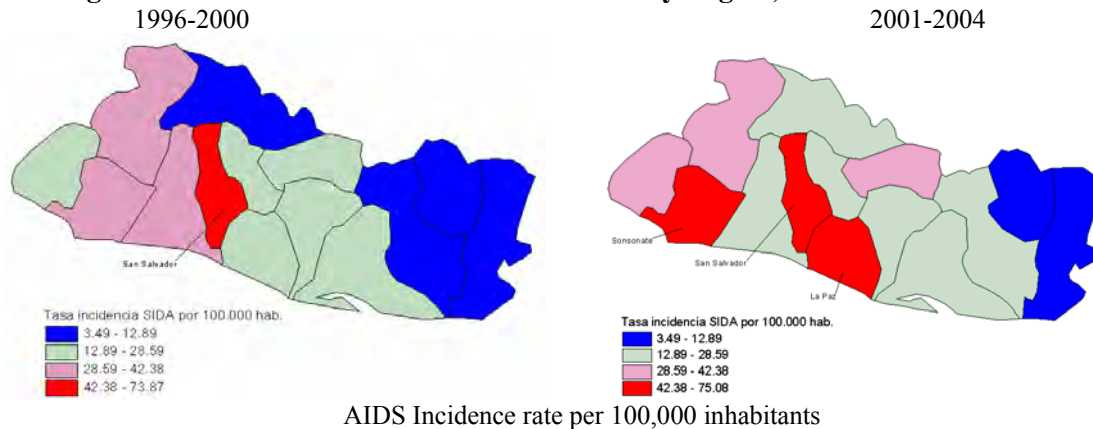 1996-2000
2001-2004
San Salvador
Tasa incidencia SIDA por 100.000 hab.
3.49 - 12.89
12.89 - 28.59
28.59 - 42.38
42.38 - 73.87
Sonsonate
San Salvador
La Paz
Tasa incidencia SIDA por 100.000 hab.
3.49 - 12.89
12.89 - 28.59
28.59 - 42.38
42.38 - 75.08
AIDS Incidence rate per 100,000 inhabitants